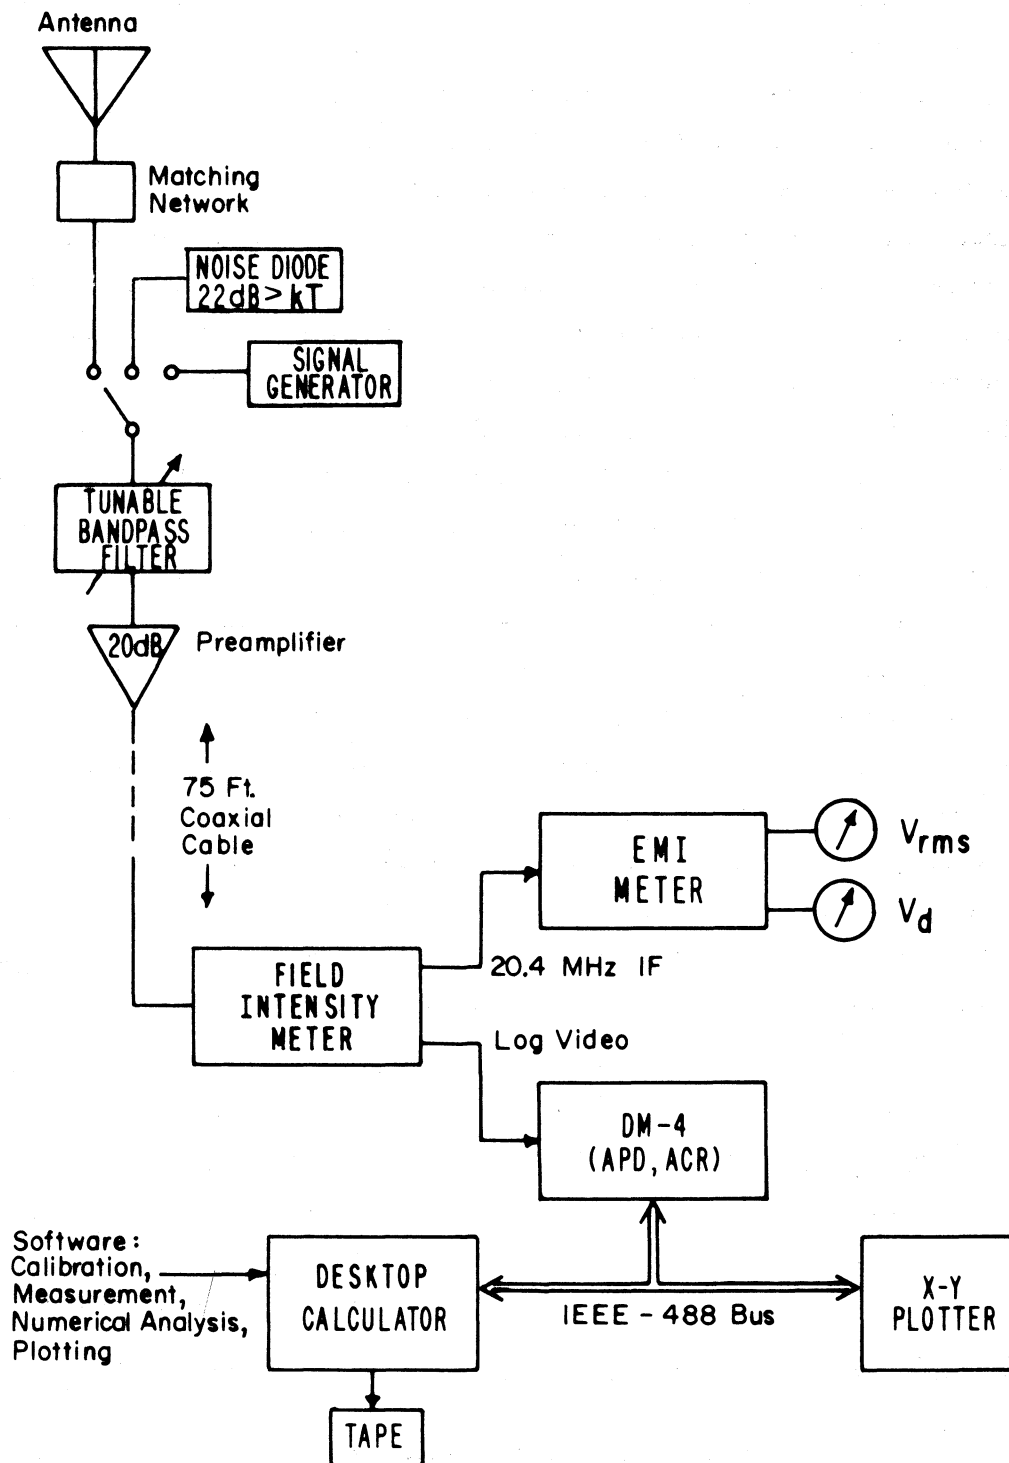 Antenna
Matching
Network
NOISE DIODE
22dB > kT
SIGNAL
GENERATOR
TUNABLE
BANDPASS
FILTER
20dB
Preamplifier
75 Ft.
Coaxial
Cable
EMI
METER
Vrms
Vd
20.4 MHz IF
FIELD
INTENSITY
METER
Log Video
DM-4
(APD, ACR)
Software:
Calibration,
Measurement,
Numerical Analysis,
Plotting
DESKTOP
CALCULATOR
IEEE-488 Bus
X-Y
PLOTTER
TAPE